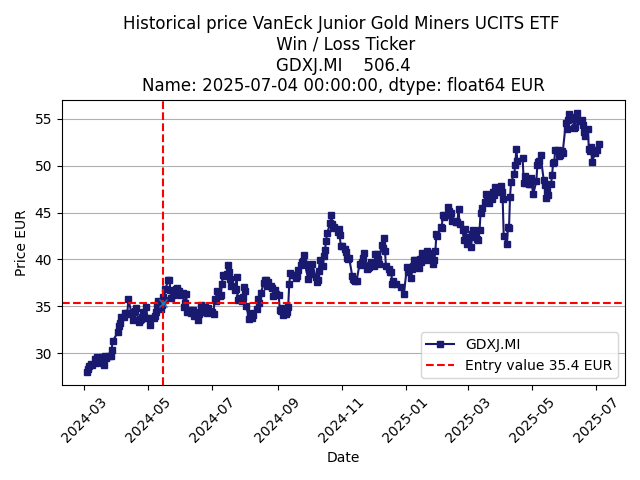 Historical price VanEck Junior Gold Miners UCITS ETF
Win / Loss Ticker
GDXJ.MI    506.4
Name: 2025-07-04 00:00:00, dtype: float64 EUR
Price EUR
55
50
45
40
35
30
GDXJ.MI
Entry value 35.4 EUR
2024-03
2024-05
2024-07
2024-09
2024-11
2025-01
2025-03
2025-05
2025-07
Date